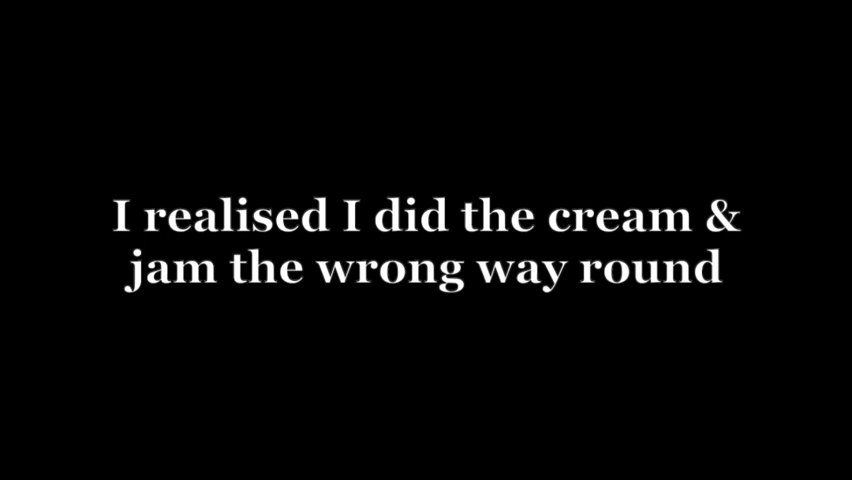 I realised I did the cream &
jam the wrong way round